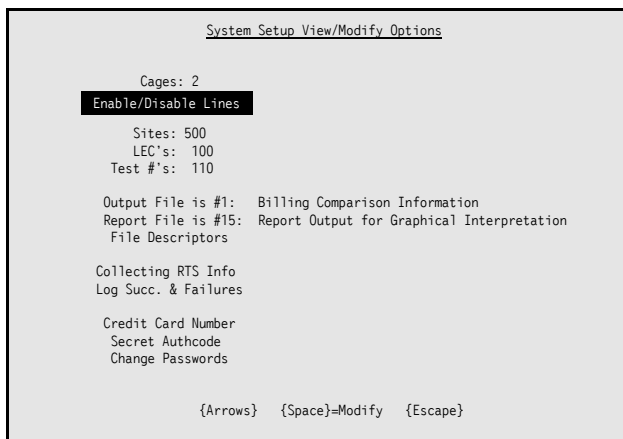 System Setup View/Modify Options
Cages: 2
Enable/Disable Lines
Sites: 500
LEC's: 100
Test #'s: 110
Output File is #1: Billing Comparison Information
Report File is #15: Report Output for Graphical Interpretation
File Descriptors
Collecting RTS Info
Log Succ. & Failures
Credit Card Number
Secret Authcode
Change Passwords
{Arrows} {Space}=Modify {Escape}